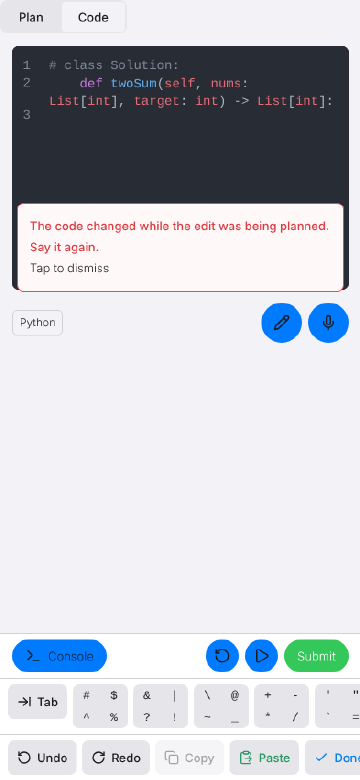 Plan Code
1 # class Solution:
2 def twoSum(self, nums:
List[int], target: int) -> List[int]:
3
The code changed while the edit was being planned.
Say it again.
Tap to dismiss
Python
Console Submit
Tab # $ & | \ @ + - ' "
^ % ? ! ~ _ * / =
Undo Redo Copy Paste Done